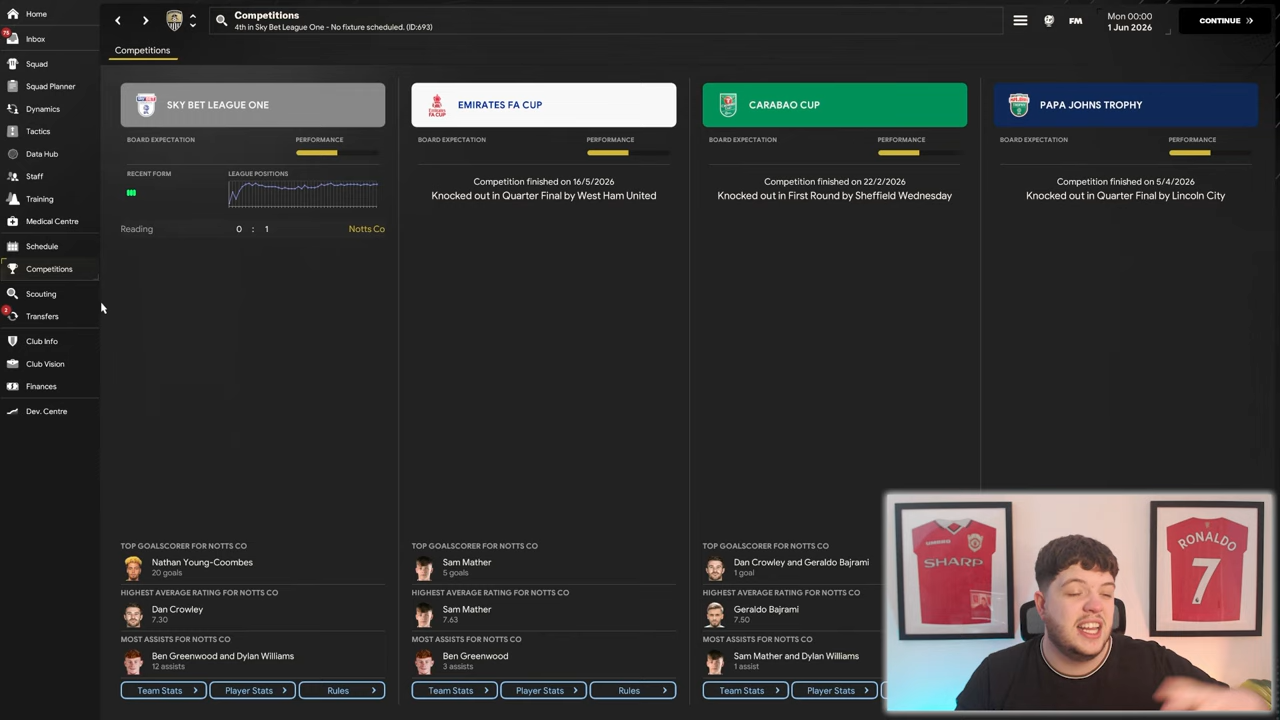 Home
75
Inbox
Squad
Squad Planner
Dynamics
Tactics
Data Hub
Staff
Training
Medical Centre
Schedule
Competitions
Scouting
3
Transfers
Club Info
Club Vision
Finances
Dev. Centre
Competitions
4th in Sky Bet League One - No fixture scheduled. (ID:693)
FM
Mon 00:00
1 Jun 2026
CONTINUE
Competitions
SKY BET LEAGUE ONE
BOARD EXPECTATION
PERFORMANCE
RECENT FORM
LEAGUE POSITIONS
Reading 0 : 1 Notts Co
TOP GOALSCORER FOR NOTTS CO
Nathan Young-Coombes
20 goals
HIGHEST AVERAGE RATING FOR NOTTS CO
Dan Crowley
7.30
MOST ASSISTS FOR NOTTS CO
Ben Greenwood and Dylan Williams
12 assists
Team Stats
Player Stats
Rules
EMIRATES FA CUP
BOARD EXPECTATION
PERFORMANCE
Competition finished on 16/5/2026
Knocked out in Quarter Final by West Ham United
TOP GOALSCORER FOR NOTTS CO
Sam Mather
5 goals
HIGHEST AVERAGE RATING FOR NOTTS CO
Sam Mather
7.63
MOST ASSISTS FOR NOTTS CO
Ben Greenwood
3 assists
Team Stats
Player Stats
Rules
CARABAO CUP
BOARD EXPECTATION
PERFORMANCE
Competition finished on 22/2/2026
Knocked out in First Round by Sheffield Wednesday
TOP GOALSCORER FOR NOTTS CO
Dan Crowley and Geraldo Bajrami
1 goal
HIGHEST AVERAGE RATING FOR NOTTS CO
Geraldo Bajrami
7.50
MOST ASSISTS FOR NOTTS CO
Sam Mather and Dylan Williams
1 assist
Team Stats
Player Stats
PAPA JOHNS TROPHY
BOARD EXPECTATION
PERFORMANCE
Competition finished on 5/4/2026
Knocked out in Quarter Final by Lincoln City
SHARP
RONALDO
7